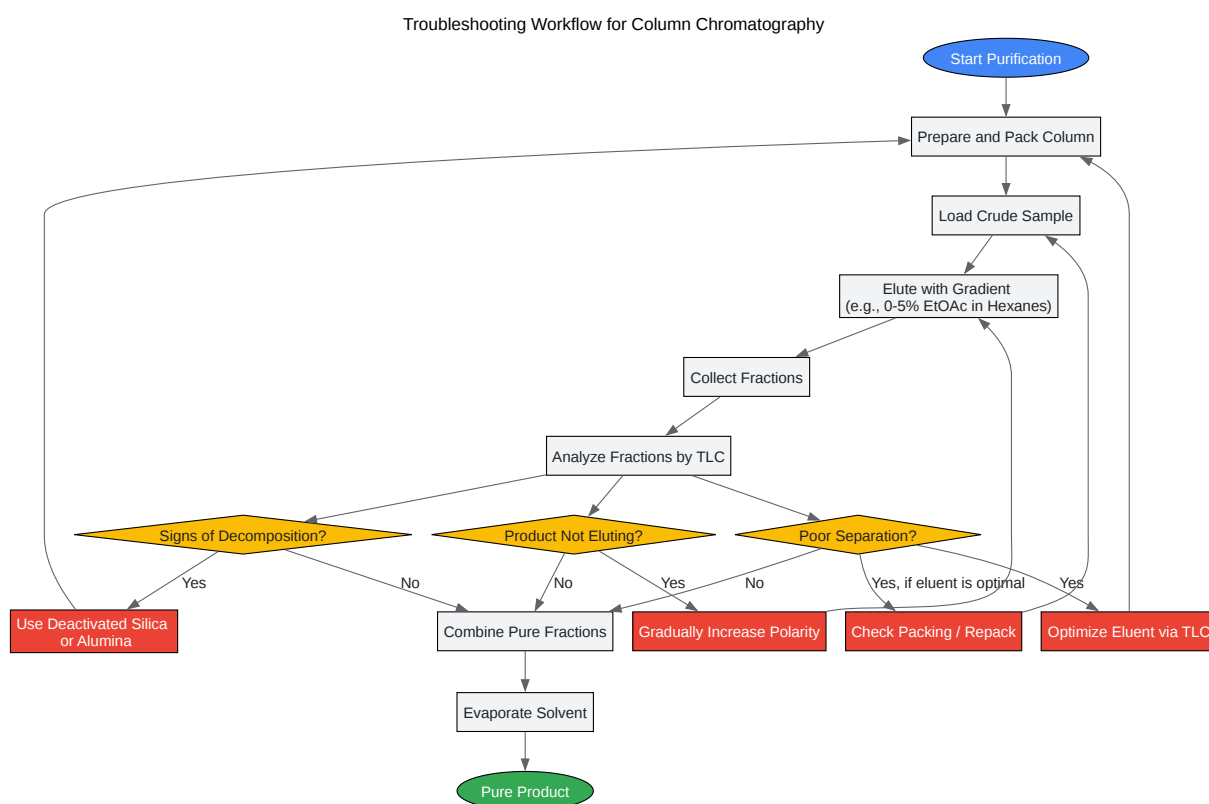 Troubleshooting Workflow for Column Chromatography
Start Purification
Prepare and Pack Column
Load Crude Sample
Elute with Gradient
(e.g., 0-5% EtOAc in Hexanes)
Collect Fractions
Analyze Fractions by TLC
Signs of Decomposition?
Product Not Eluting?
Poor Separation?
Yes
No
No
Yes
No
Yes, if eluent is optimal
Yes
Use Deactivated Silica
or Alumina
Combine Pure Fractions
Gradually Increase Polarity
Check Packing / Repack
Optimize Eluent via TLC
Evaporate Solvent
Pure Product